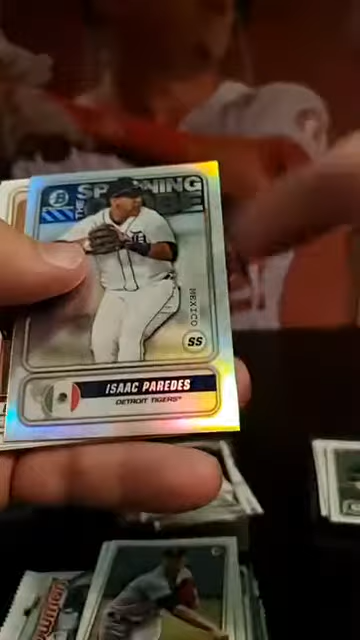 THE
SPANNING
GLOBE
MEXICO
SS
ISAAC PAREDES
DETROIT TIGERS